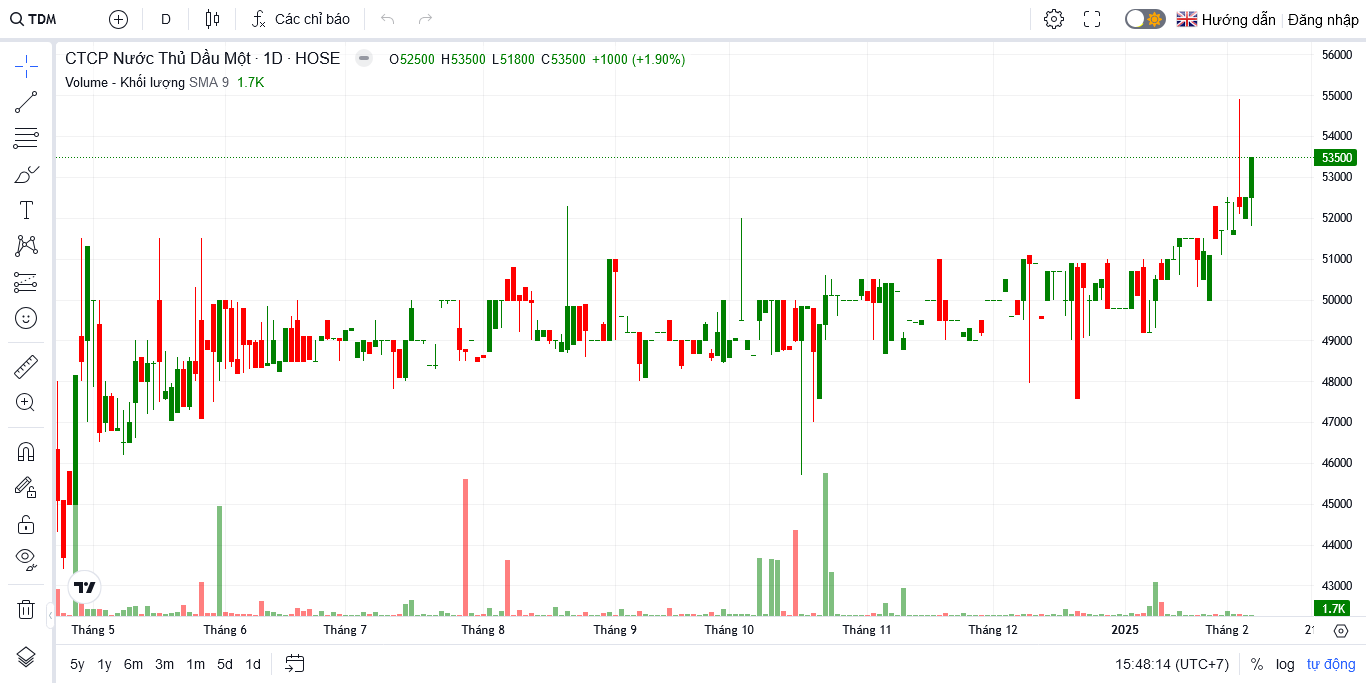 TDM D Các chỉ báo Hướng dẫn Đăng nhập
CTCP Nước Thủ Dầu Một · 1D · HOSE O52500 H53500 L51800 C53500 +1000 (+1.90%)
Volume - Khối lượng SMA 9 1.7K
56000
55000
54000
53500
53000
52000
51000
50000
49000
48000
47000
46000
45000
44000
43000
1.7K
Tháng 5 Tháng 6 Tháng 7 Tháng 8 Tháng 9 Tháng 10 Tháng 11 Tháng 12 2025 Tháng 2
5y 1y 6m 3m 1m 5d 1d 15:48:14 (UTC+7) % log tự động